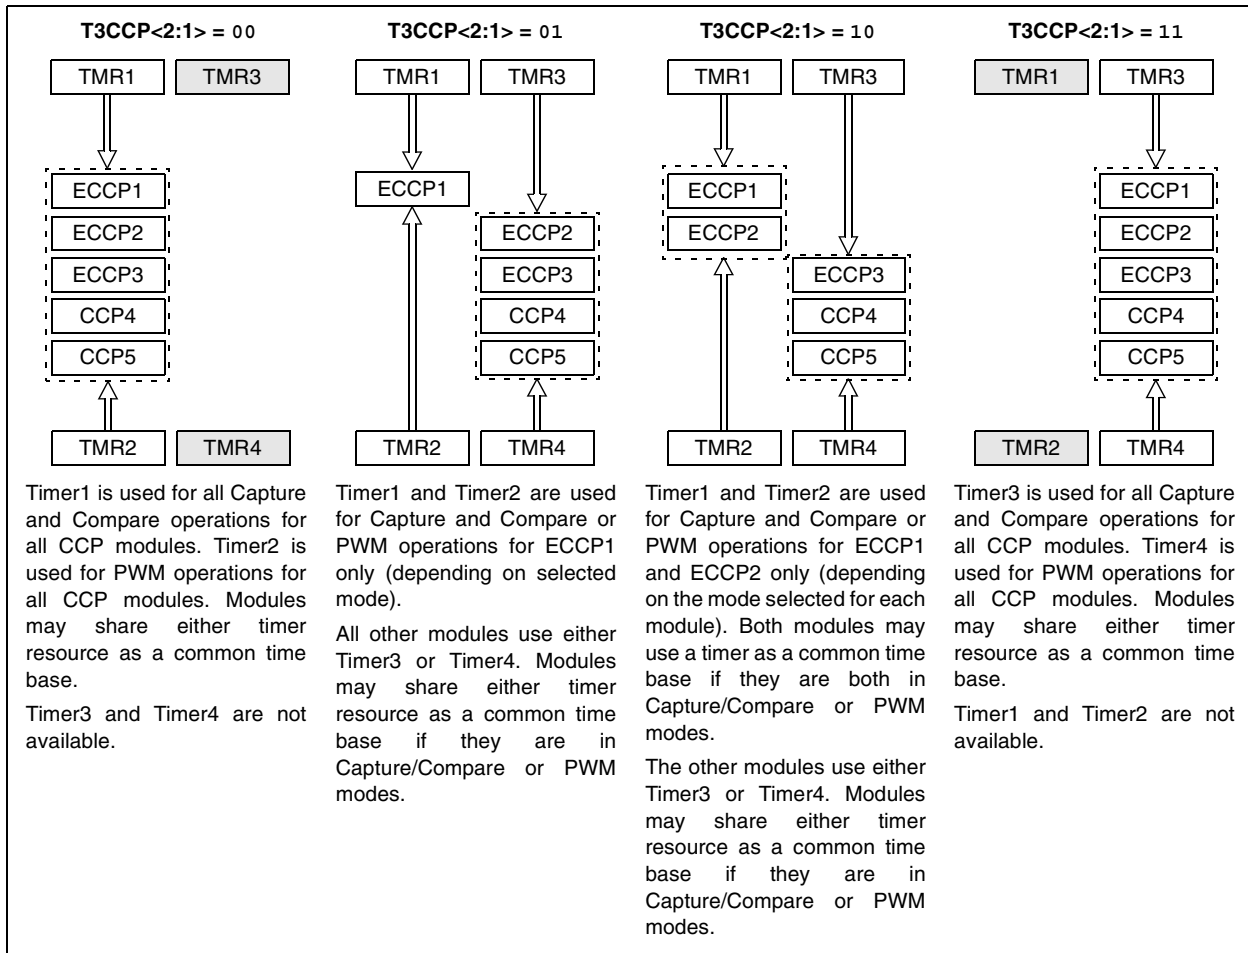 T3CCP<2:1> = 00
TMR1
TMR3
ECCP1
ECCP2
ECCP3
CCP4
CCP5
TMR2
TMR4
Timer1 is used for all Capture
and Compare operations for
all CCP modules. Timer2 is
used for PWM operations for
all CCP modules. Modules
may share either timer
resource as a common time
base.
Timer3 and Timer4 are not
available.
T3CCP<2:1> = 01
TMR1
TMR3
ECCP1
ECCP2
ECCP3
CCP4
CCP5
TMR2
TMR4
Timer1 and Timer2 are used
for Capture and Compare or
PWM operations for ECCP1
only (depending on selected
mode).
All other modules use either
Timer3 or Timer4. Modules
may share either timer
resource as a common time
base if they are in
Capture/Compare or PWM
modes.
T3CCP<2:1> = 10
TMR1
TMR3
ECCP1
ECCP2
ECCP3
CCP4
CCP5
TMR2
TMR4
Timer1 and Timer2 are used
for Capture and Compare or
PWM operations for ECCP1
and ECCP2 only (depending
on the mode selected for each
module). Both modules may
use a timer as a common time
base if they are both in
Capture/Compare or PWM
modes.
The other modules use either
Timer3 or Timer4. Modules
may share either timer
resource as a common time
base if they are in
Capture/Compare or PWM
modes.
T3CCP<2:1> = 11
TMR1
TMR3
ECCP1
ECCP2
ECCP3
CCP4
CCP5
TMR2
TMR4
Timer3 is used for all Capture
and Compare operations for
all CCP modules. Timer4 is
used for PWM operations for
all CCP modules. Modules
may share either timer
resource as a common time
base.
Timer1 and Timer2 are not
available.